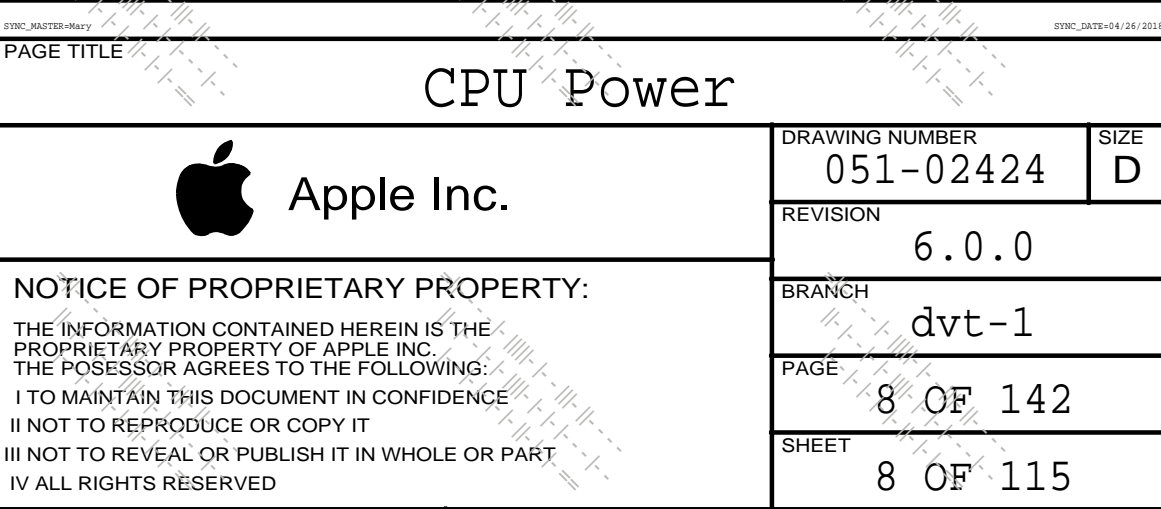 SYNC_MASTER=Mary
SYNC_DATE=04/26/2018
PAGE TITLE
CPU Power
Apple Inc.
DRAWING NUMBER
051-02424
SIZE
D
REVISION
6.0.0
NOTICE OF PROPRIETARY PROPERTY:
THE INFORMATION CONTAINED HEREIN IS THE
PROPRIETARY PROPERTY OF APPLE INC.
THE POSESSOR AGREES TO THE FOLLOWING:
I TO MAINTAIN THIS DOCUMENT IN CONFIDENCE
II NOT TO REPRODUCE OR COPY IT
III NOT TO REVEAL OR PUBLISH IT IN WHOLE OR PART
IV ALL RIGHTS RESERVED
BRANCH
dvt-1
PAGE
8 OF 142
SHEET
8 OF 115